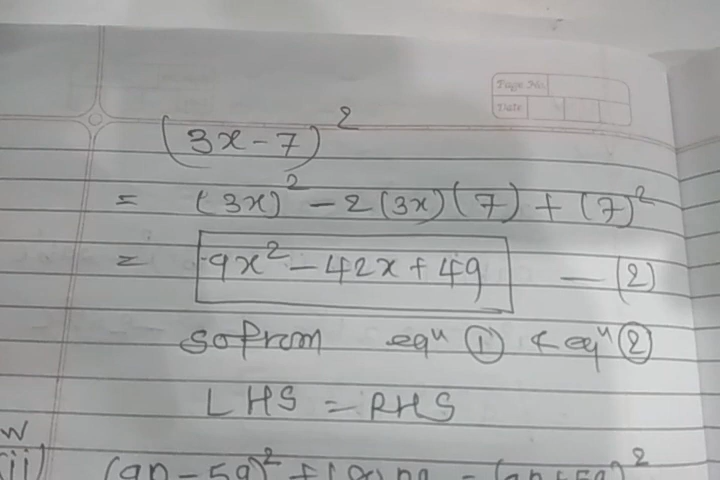 Page No.
Date
(3x-7)²
= (3x)² - 2(3x)(7) + (7)²
= 9x² - 42x + 49 — (2)
so from eqⁿ ① & eqⁿ ②
LHS = RHS
W
(ii)